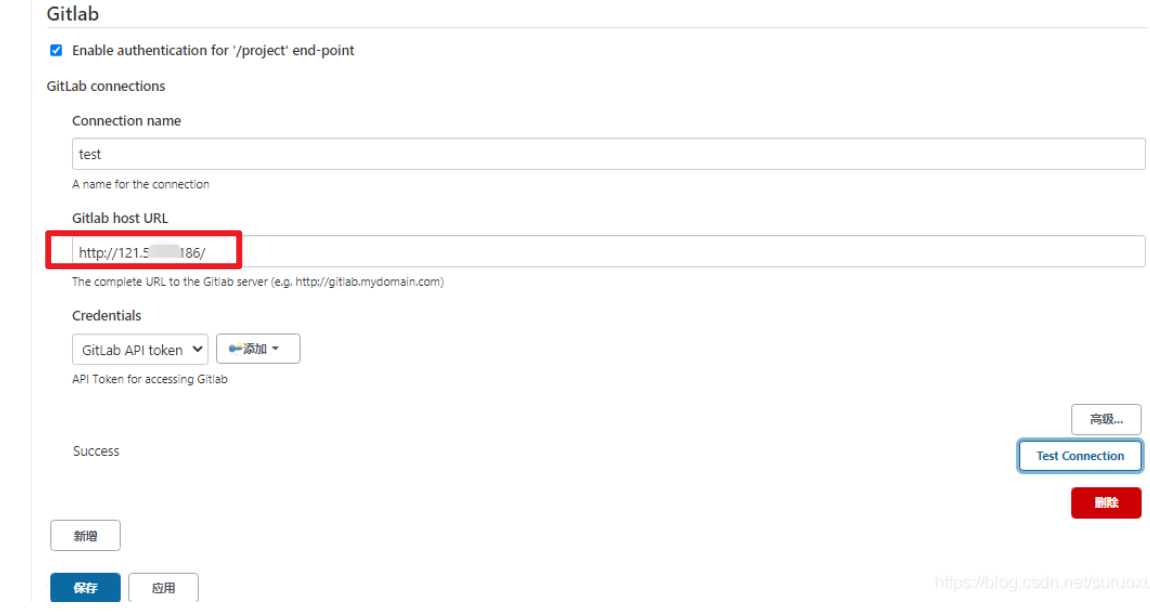 Gitlab
Enable authentication for '/project' end-point
GitLab connections
Connection name
test
A name for the connection
Gitlab host URL
http://121.5 186/
The complete URL to the Gitlab server (e.g. http://gitlab.mydomain.com)
Credentials
GitLab API token 添加
API Token for accessing Gitlab
高级...
Success Test Connection
删除
新增
保存 应用
https://blog.csdn.net/suruoxu